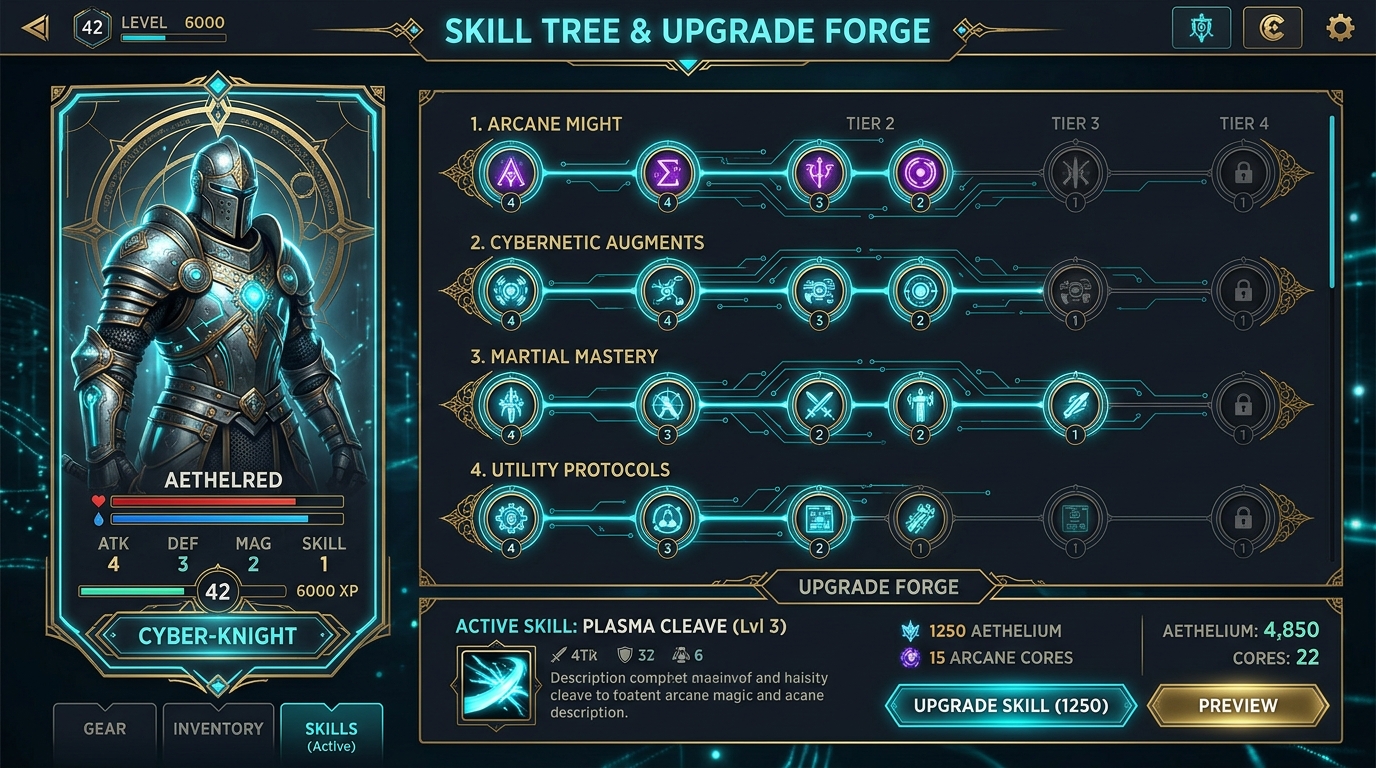 42 LEVEL 6000
SKILL TREE & UPGRADE FORGE
1. ARCANE MIGHT TIER 2 TIER 3 TIER 4
4 4 3 2 1 1
2. CYBERNETIC AUGMENTS
4 4 3 2 1 1
3. MARTIAL MASTERY
4 3 2 2 1 1
4. UTILITY PROTOCOLS
4 3 2 1 1 1
AETHELRED
ATK DEF MAG SKILL
4 3 2 1
42 6000 XP
CYBER-KNIGHT
GEAR INVENTORY SKILLS
(Active)
UPGRADE FORGE
ACTIVE SKILL: PLASMA CLEAVE (Lvl 3)
4Tk 32 6
Description compħet maeinvof and haisity
cleave to foatent arcane magic and acane
description.
1250 AETHELIUM
15 ARCANE CORES
AETHELIUM: 4,850
CORES: 22
UPGRADE SKILL (1250)
PREVIEW